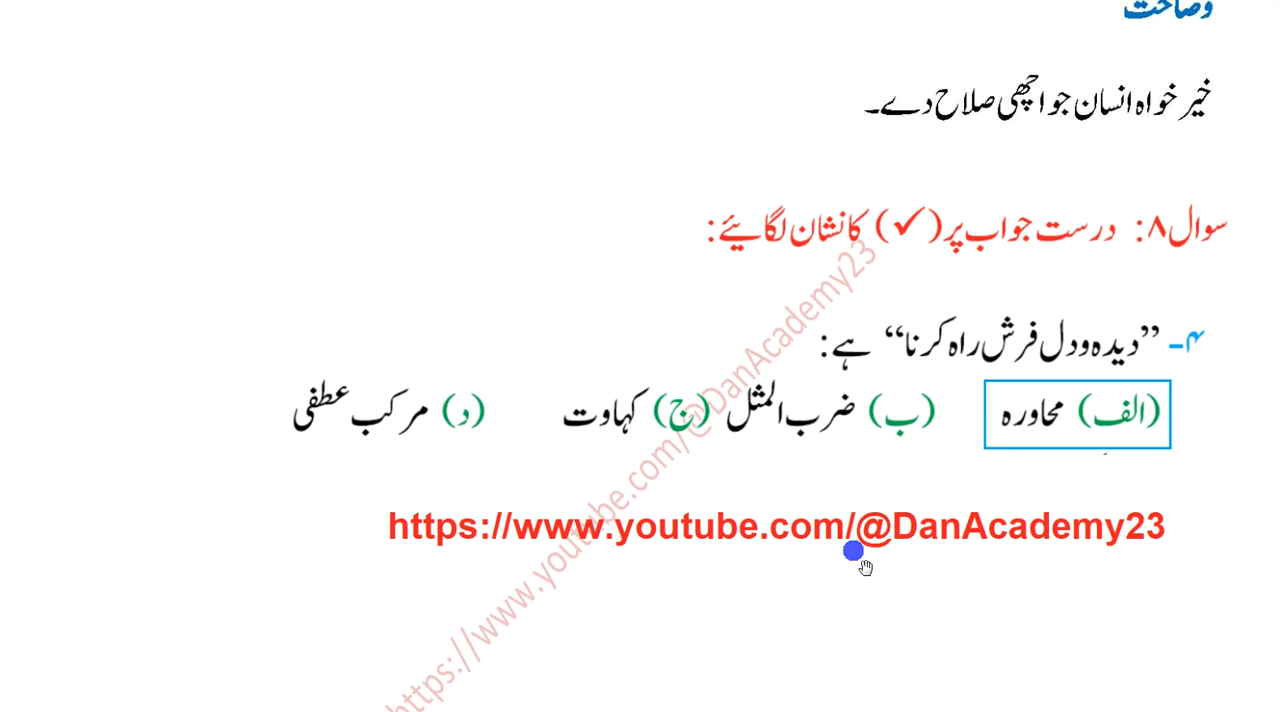 وضاحت
خیر خواہ انسان جو اچھی صلاح دے۔
سوال ۸: درست جواب پر (✓) کا نشان لگائیے:
۴- ”دیدہ و دل فرش راہ کرنا“ ہے:
(الف) محاورہ (ب) ضرب المثل (ج) کہاوت (د) مرکب عطفی
https://www.youtube.com/@DanAcademy23
https://www.youtube.com/@DanAcademy23